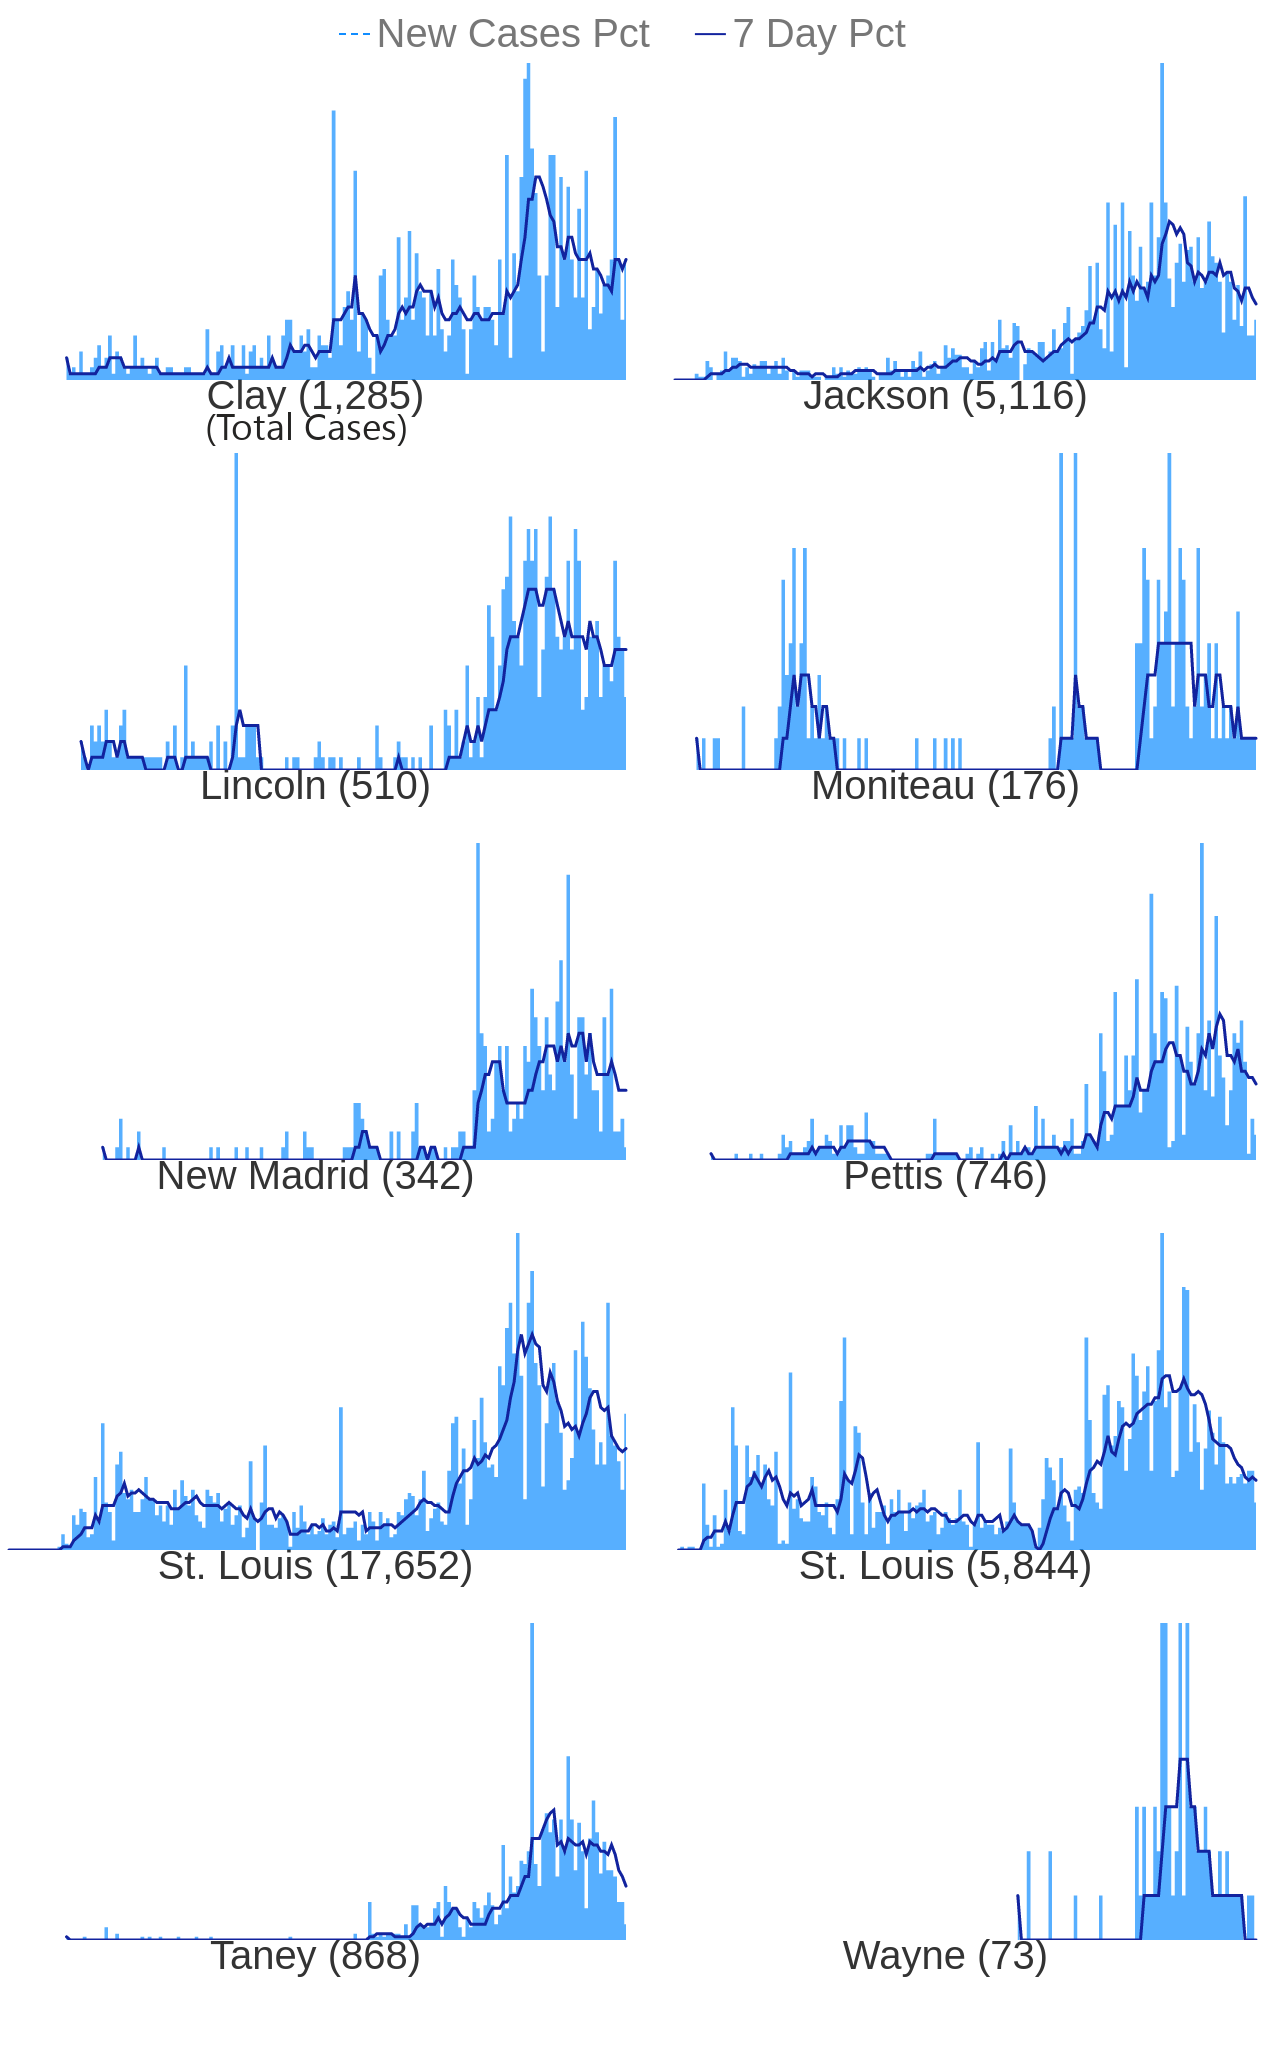 New Cases Pct 7 Day Pct
Clay (1,285) Jackson (5,116)
(Total Cases)
Lincoln (510) Moniteau (176)
New Madrid (342) Pettis (746)
St. Louis (17,652) St. Louis (5,844)
Taney (868) Wayne (73)